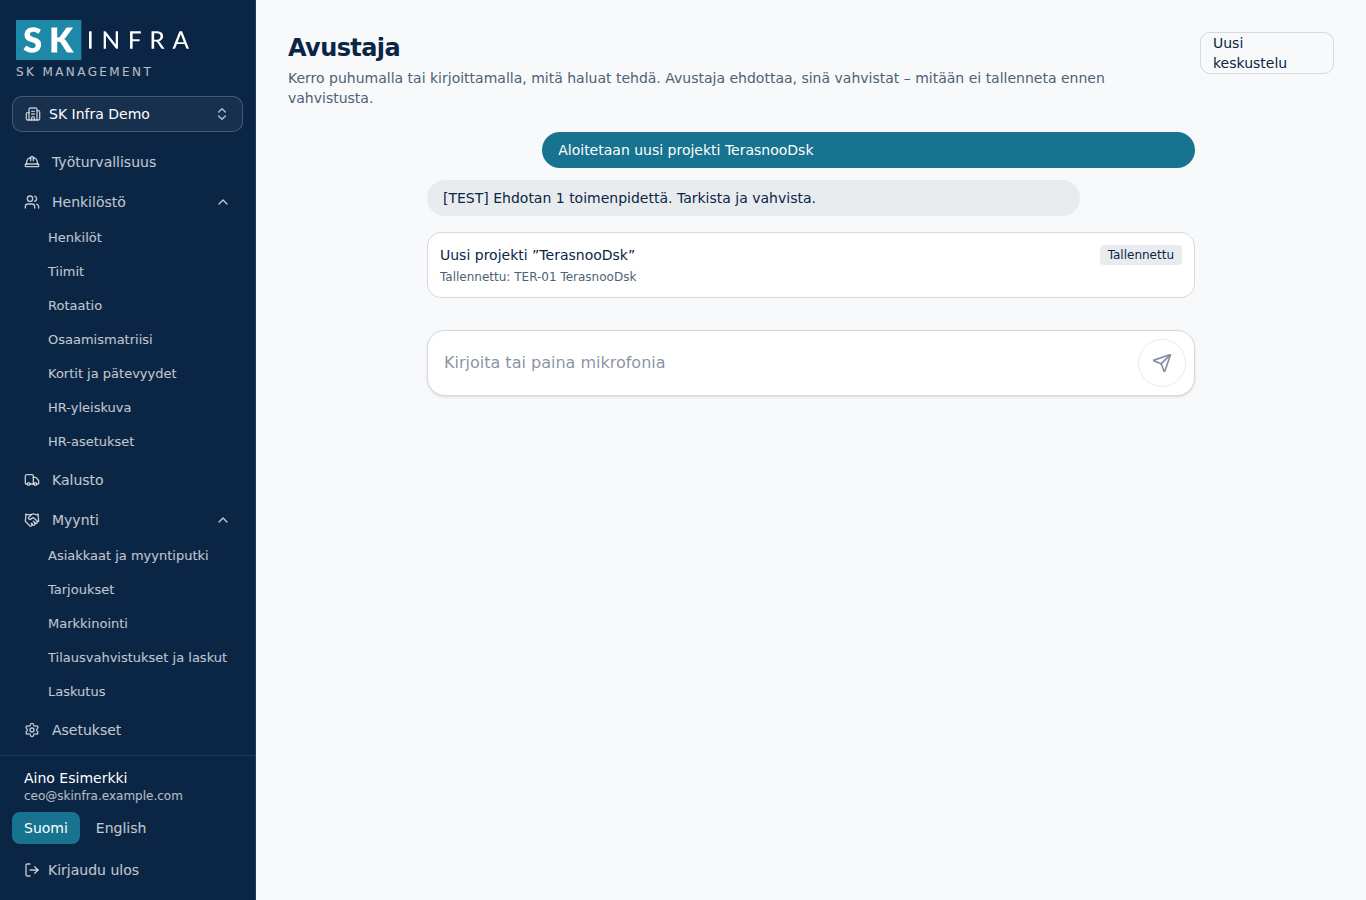 SK INFRA
SK MANAGEMENT
SK Infra Demo
Työturvallisuus
Henkilöstö
Henkilöt
Tiimit
Rotaatio
Osaamismatriisi
Kortit ja pätevyydet
HR-yleiskuva
HR-asetukset
Kalusto
Myynti
Asiakkaat ja myyntiputki
Tarjoukset
Markkinointi
Tilausvahvistukset ja laskut
Laskutus
Asetukset
Aino Esimerkki
ceo@skinfra.example.com
Suomi English
Kirjaudu ulos
Avustaja
Kerro puhumalla tai kirjoittamalla, mitä haluat tehdä. Avustaja ehdottaa, sinä vahvistat – mitään ei tallenneta ennen
vahvistusta.
Uusi
keskustelu
Aloitetaan uusi projekti TerasnooDsk
[TEST] Ehdotan 1 toimenpidettä. Tarkista ja vahvista.
Uusi projekti ”TerasnooDsk”
Tallennettu
Tallennettu: TER-01 TerasnooDsk
Kirjoita tai paina mikrofonia